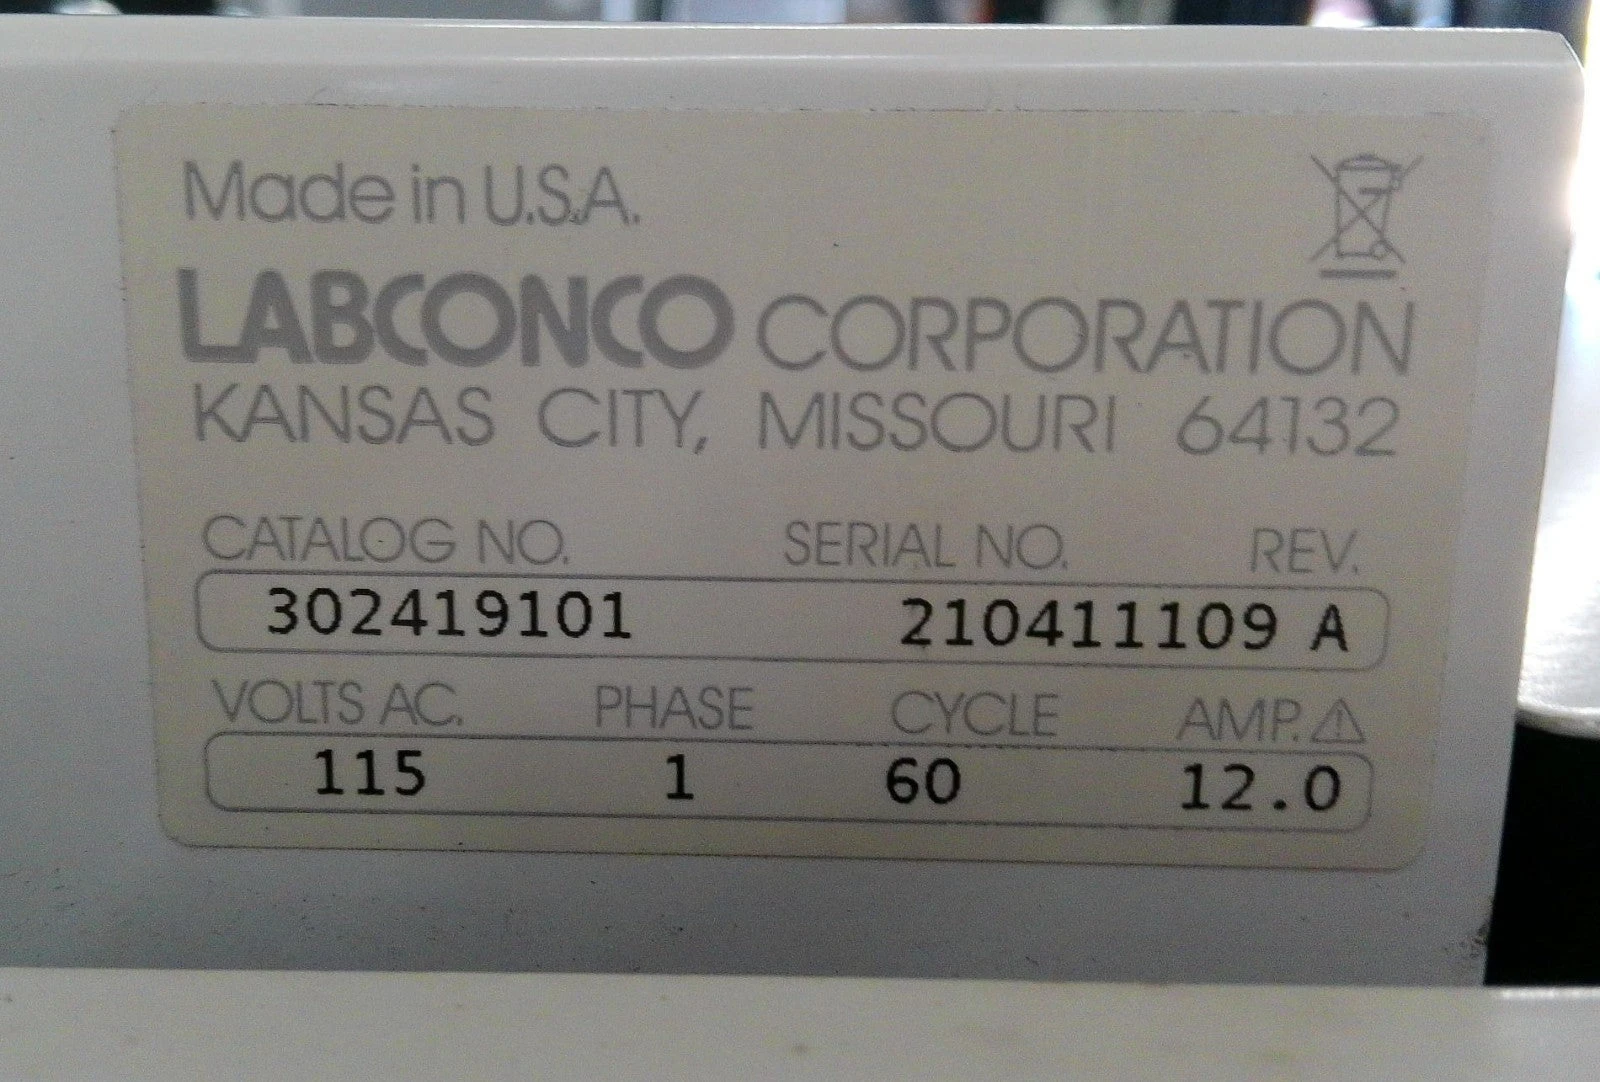 Made in U.S.A.
LABCONCO CORPORATION
KANSAS CITY, MISSOURI 64132
CATALOG NO. SERIAL NO. REV.
302419101 210411109 A
VOLTS AC. PHASE CYCLE AMP.
115 1 60 12.0